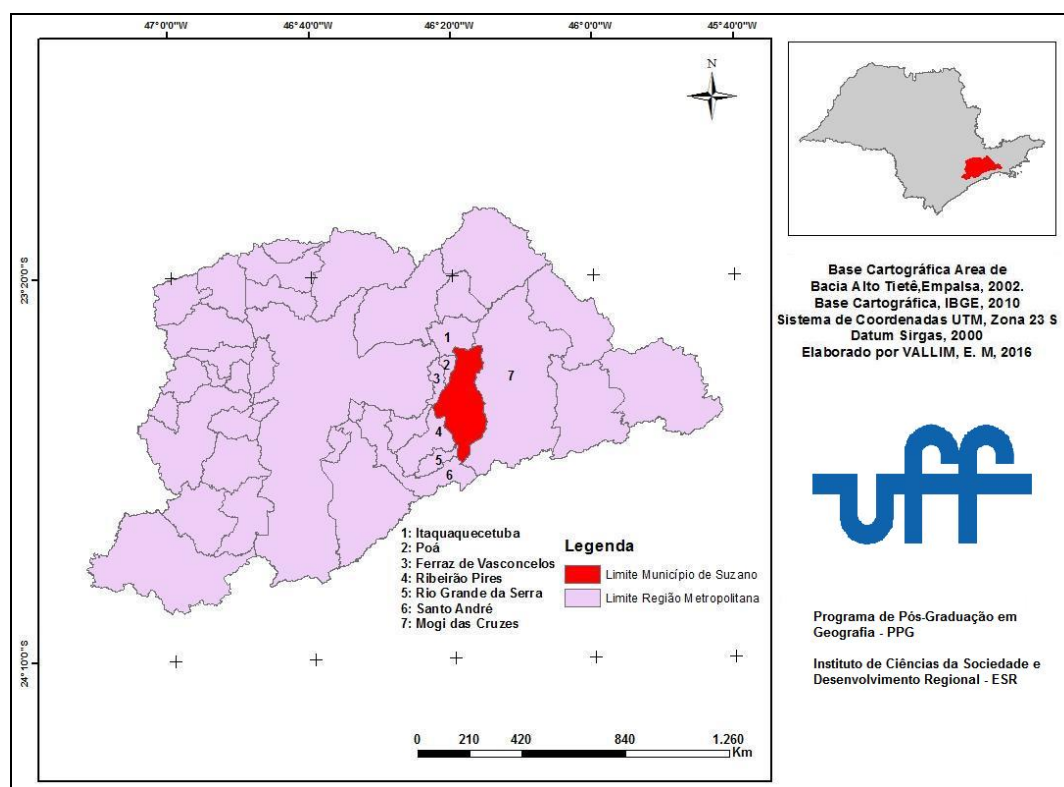 47°0'0"W 46°40'0"W 46°20'0"W 46°0'0"W 45°40'0"W
N
23°20'0"S
24°10'0"S
1
2
3
7
4
5
6
1: Itaquaquecetuba
2: Poá
3: Ferraz de Vasconcelos
4: Ribeirão Pires
5: Rio Grande da Serra
6: Santo André
7: Mogi das Cruzes
Legenda
Limite Município de Suzano
Limite Região Metropolitana
0 210 420 840 1.260
Km
Base Cartográfica Area de
Bacia Alto Tietê,Empalsa, 2002.
Base Cartográfica, IBGE, 2010
Sistema de Coordenadas UTM, Zona 23 S
Datum Sirgas, 2000
Elaborado por VALLIM, E. M, 2016
uff
Programa de Pós-Graduação em
Geografia - PPG
Instituto de Ciências da Sociedade e
Desenvolvimento Regional - ESR